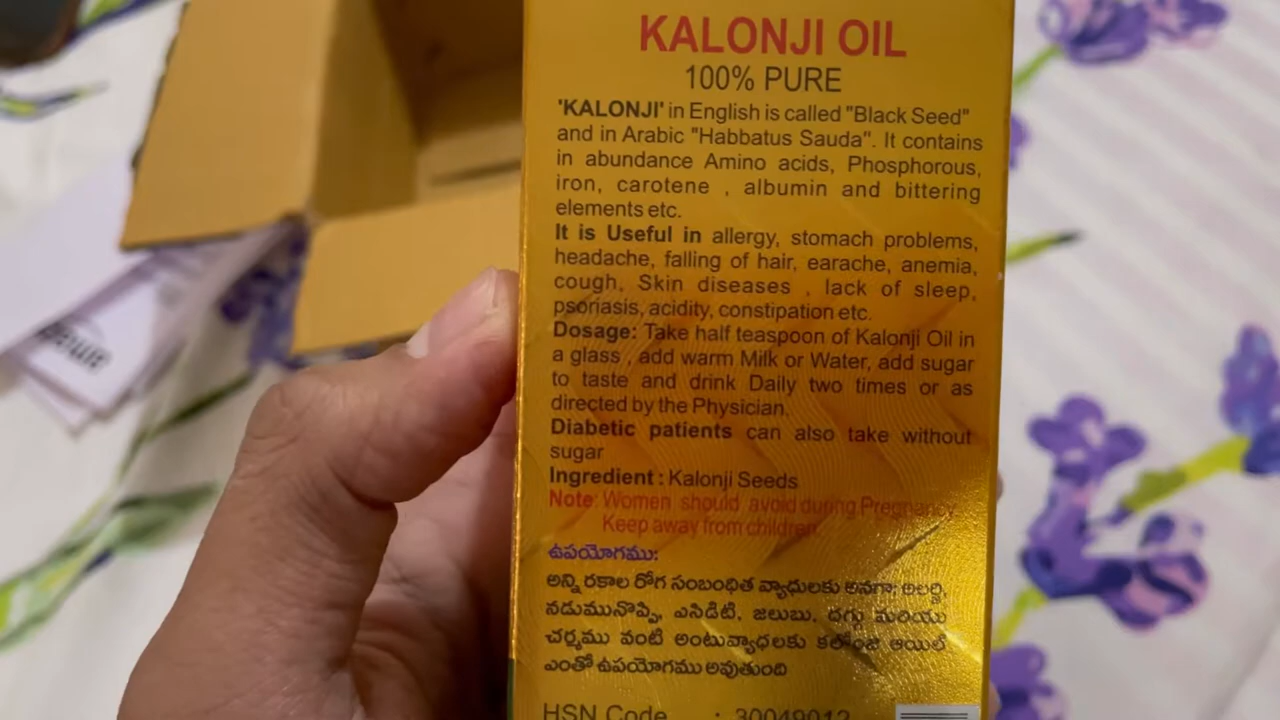 KALONJI OIL
100% PURE
'KALONJI' in English is called "Black Seed"
and in Arabic "Habbatus Sauda". It contains
in abundance Amino acids, Phosphorous,
iron, carotene , albumin and bittering
elements etc.
It is Useful in allergy, stomach problems,
headache, falling of hair, earache, anemia,
cough, Skin diseases , lack of sleep,
psoriasis, acidity, constipation etc.
Dosage: Take half teaspoon of Kalonji Oil in
a glass , add warm Milk or Water, add sugar
to taste and drink Daily two times or as
directed by the Physician.
Diabetic patients can also take without
sugar
Ingredient : Kalonji Seeds
Note: Women should avoid during Pregnancy
Keep away from children.
ఉపయోగము:
అన్ని రకాల రోగ సంబంధిత వ్యాధులకు అనగా: అలర్జి,
నడుమునొప్పి, ఎసిడిటి, జలుబు, దగ్గు మరియు
చర్మము వంటి అంటువ్యాధలకు కలోంజి ఆయిల్
ఎంతో ఉపయోగము అవుతుంది
HSN Code : 30049012